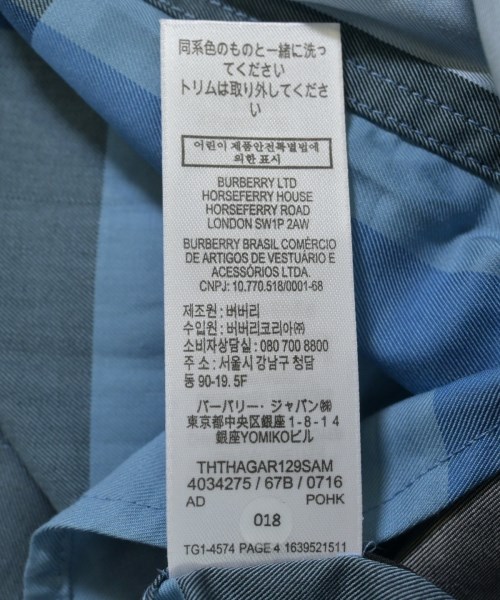 同系色のものと一緒に洗っ
てください
トリムは取り外してくださ
い
어린이 제품안전특별법에
의한 표시
BURBERRY LTD
HORSEFERRY HOUSE
HORSEFERRY ROAD
LONDON SW1P 2AW
BURBERRY BRASIL COMÉRCIO
DE ARTIGOS DE VESTUÁRIO E
ACESSÓRIOS LTDA.
CNPJ: 10.770.518/0001-68
제조원 : 버버리
수입원 : 버버리코리아㈜
소비자상담실 : 080 700 8800
주 소 : 서울시 강남구 청담
동 90-19. 5F
バーバリー・ジャパン㈱
東京都中央区銀座1-8-14
銀座YOMIKOビル
THTHAGAR129SAM
4034275 / 67B / 0716
AD POHK
018
TG1-4574 PAGE 4 1639521511